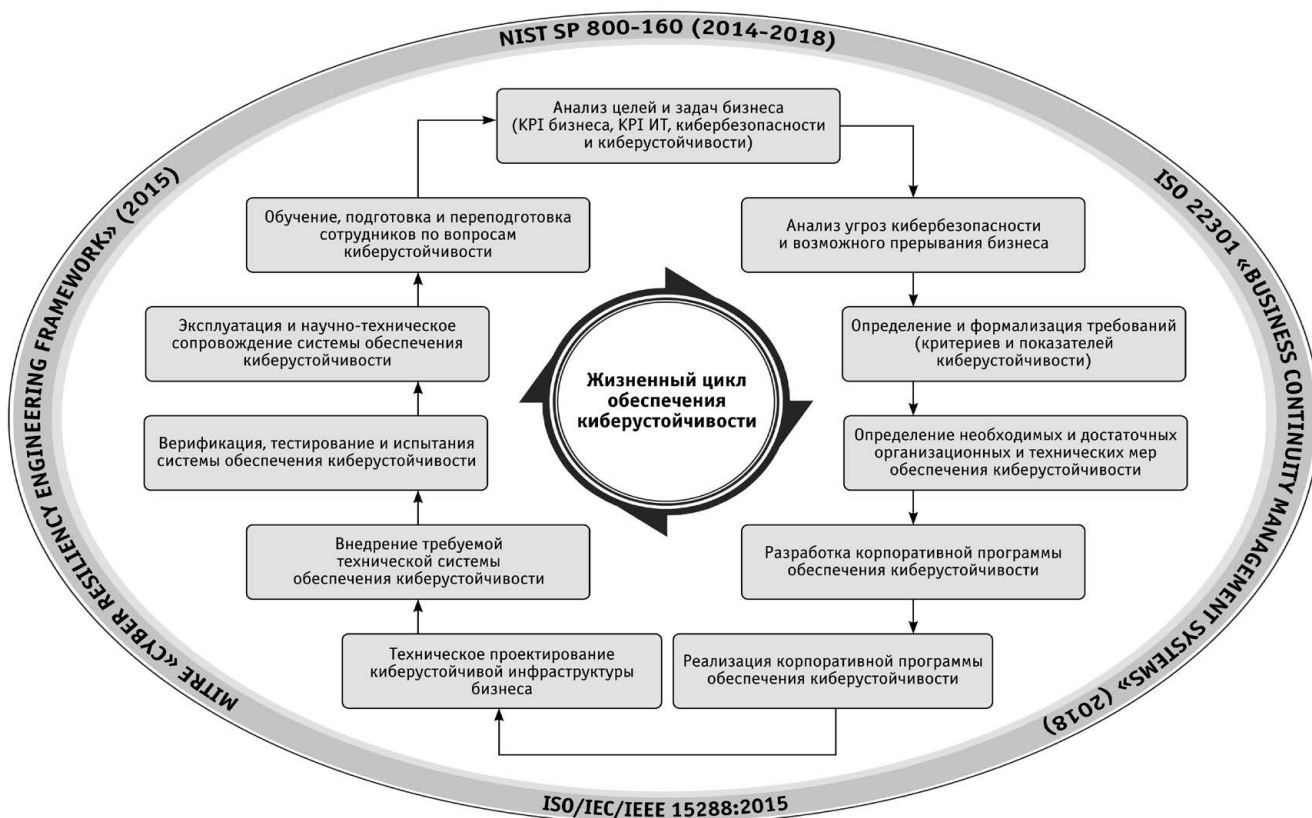 NIST SP 800-160 (2014-2018)
ISO 22301 «BUSINESS CONTINUITY MANAGEMENT SYSTEMS» (2018)
ISO/IEC/IEEE 15288:2015
MITRE «CYBER RESILIENCY ENGINEERING FRAMEWORK» (2015)
Анализ целей и задач бизнеса
(KPI бизнеса, KPI ИТ, кибербезопасности
и киберустойчивости)
Анализ угроз кибербезопасности
и возможного прерывания бизнеса
Определение и формализация требований
(критериев и показателей
киберустойчивости)
Определение необходимых и достаточных
организационных и технических мер
обеспечения киберустойчивости
Разработка корпоративной программы
обеспечения киберустойчивости
Реализация корпоративной программы
обеспечения киберустойчивости
Техническое проектирование
киберустойчивой инфраструктуры
бизнеса
Внедрение требуемой
технической системы
обеспечения киберустойчивости
Верификация, тестирование и испытания
системы обеспечения киберустойчивости
Эксплуатация и научно-техническое
сопровождение системы обеспечения
киберустойчивости
Обучение, подготовка и переподготовка
сотрудников по вопросам
киберустойчивости
Жизненный цикл
обеспечения
киберустойчивости